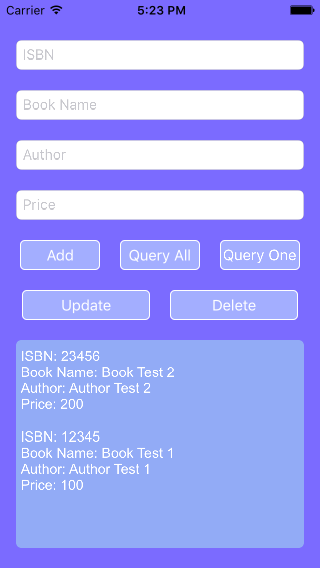 Carrier 5:23 PM
ISBN
Book Name
Author
Price
Add Query All Query One
Update Delete
ISBN: 23456
Book Name: Book Test 2
Author: Author Test 2
Price: 200
ISBN: 12345
Book Name: Book Test 1
Author: Author Test 1
Price: 100